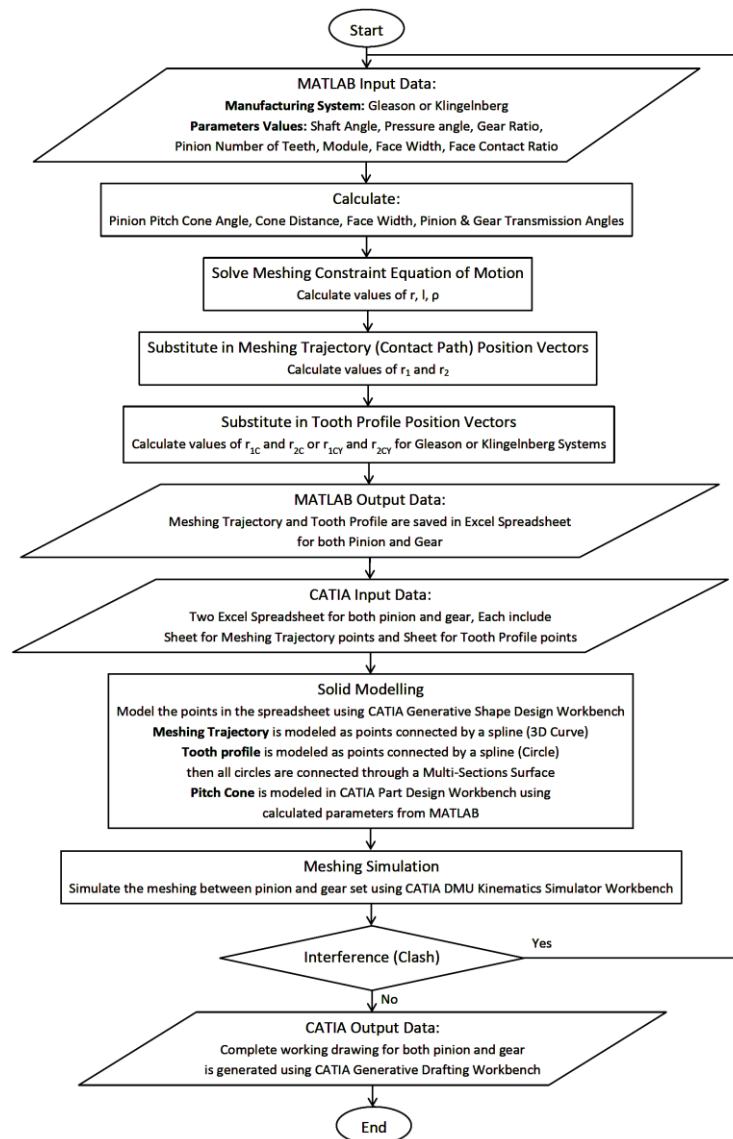 Start
MATLAB Input Data:
Manufacturing System: Gleason or Klingelnberg
Parameters Values: Shaft Angle, Pressure angle, Gear Ratio,
Pinion Number of Teeth, Module, Face Width, Face Contact Ratio
Calculate:
Pinion Pitch Cone Angle, Cone Distance, Face Width, Pinion & Gear Transmission Angles
Solve Meshing Constraint Equation of Motion
Calculate values of r, l, ρ
Substitute in Meshing Trajectory (Contact Path) Position Vectors
Calculate values of r₁ and r₂
Substitute in Tooth Profile Position Vectors
Calculate values of r1C and r2C or r1CY and r2CY for Gleason or Klingelnberg Systems
MATLAB Output Data:
Meshing Trajectory and Tooth Profile are saved in Excel Spreadsheet
for both Pinion and Gear
CATIA Input Data:
Two Excel Spreadsheet for both pinion and gear, Each include
Sheet for Meshing Trajectory points and Sheet for Tooth Profile points
Solid Modelling
Model the points in the spreadsheet using CATIA Generative Shape Design Workbench
Meshing Trajectory is modeled as points connected by a spline (3D Curve)
Tooth profile is modeled as points connected by a spline (Circle)
then all circles are connected through a Multi-Sections Surface
Pitch Cone is modeled in CATIA Part Design Workbench using
calculated parameters from MATLAB
Meshing Simulation
Simulate the meshing between pinion and gear set using CATIA DMU Kinematics Simulator Workbench
Interference (Clash)
Yes
No
CATIA Output Data:
Complete working drawing for both pinion and gear
is generated using CATIA Generative Drafting Workbench
End